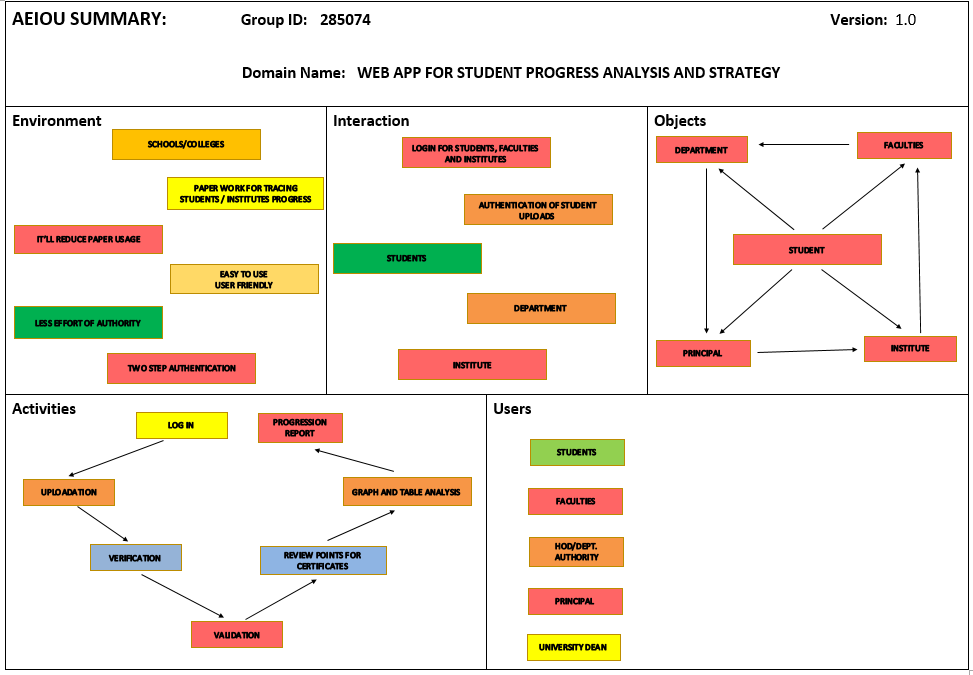 AEIOU SUMMARY: Group ID: 285074 Version: 1.0
Domain Name: WEB APP FOR STUDENT PROGRESS ANALYSIS AND STRATEGY
Environment
SCHOOLS/COLLEGES
PAPER WORK FOR TRACING
STUDENTS / INSTITUTES PROGRESS
IT'LL REDUCE PAPER USAGE
EASY TO USE
USER FRIENDLY
LESS EFFORT OF AUTHORITY
TWO STEP AUTHENTICATION
Interaction
LOGIN FOR STUDENTS, FACULTIES
AND INSTITUTES
AUTHENTICATION OF STUDENT
UPLOADS
STUDENTS
DEPARTMENT
INSTITUTE
Objects
DEPARTMENT
FACULTIES
STUDENT
PRINCIPAL
INSTITUTE
Activities
LOG IN
UPLOADATION
VERIFICATION
VALIDATION
REVIEW POINTS FOR
CERTIFICATES
GRAPH AND TABLE ANALYSIS
PROGRESSION
REPORT
Users
STUDENTS
FACULTIES
HOD/DEPT.
AUTHORITY
PRINCIPAL
UNIVERSITY DEAN